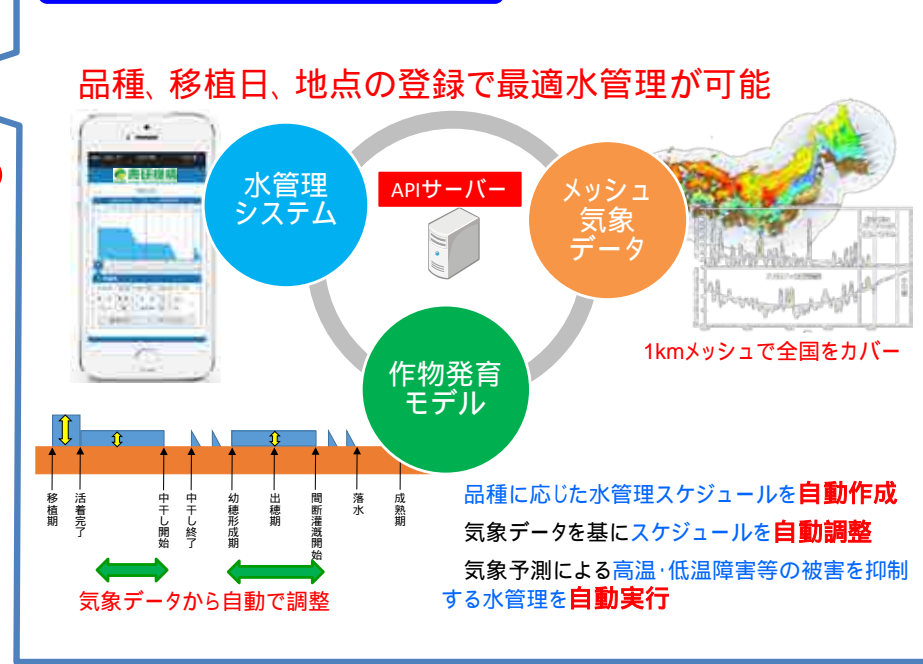 品種、移植日、地点の登録で最適水管理が可能
水管理
システム
APIサーバー
メッシュ
気象
データ
作物発育
モデル
1kmメッシュで全国をカバー
移植期
活着完了
中干し開始
中干し終了
幼穂形成期
出穂期
間断灌漑開始
落水
成熟期
気象データから自動で調整
品種に応じた水管理スケジュールを自動作成
気象データを基にスケジュールを自動調整
気象予測による高温・低温障害等の被害を抑制
する水管理を自動実行